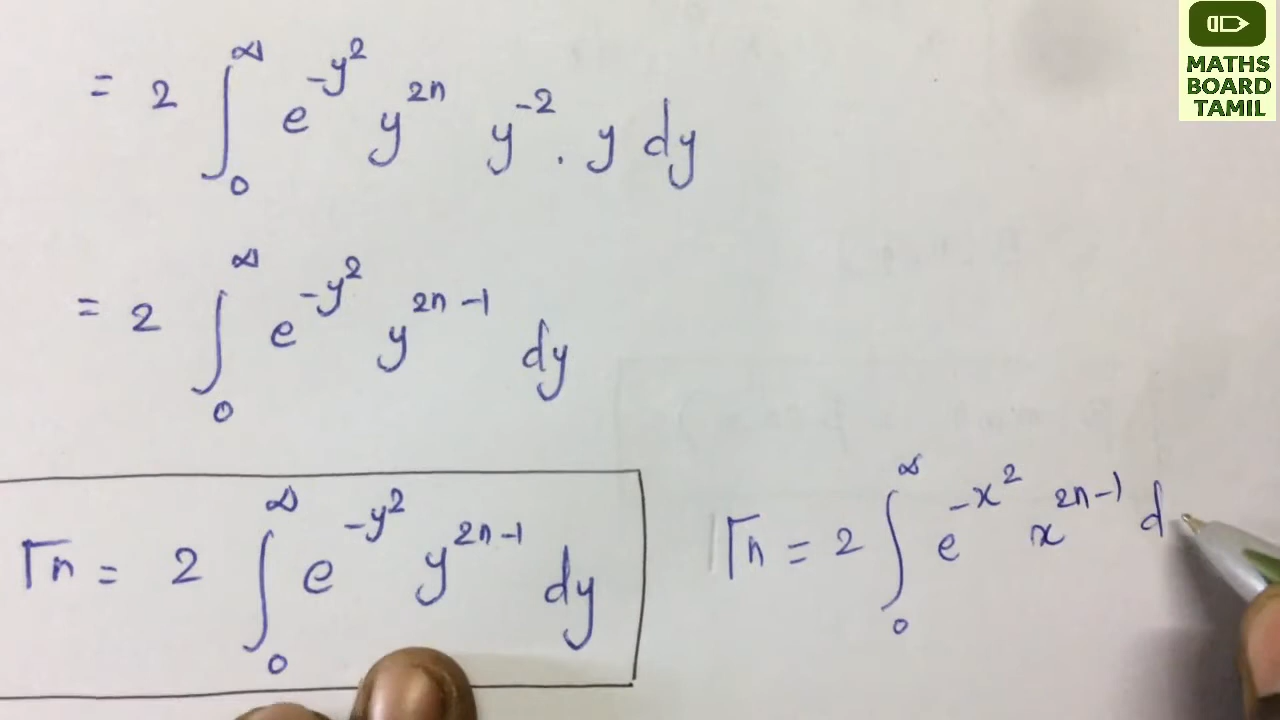 = 2 ∫₀^∞ e^{-y²} y^{2n} y^{-2} . y dy
= 2 ∫₀^∞ e^{-y²} y^{2n-1} dy
Γn = 2 ∫₀^∞ e^{-y²} y^{2n-1} dy
Γn = 2 ∫₀^∞ e^{-x²} x^{2n-1} d
MATHS
BOARD
TAMIL